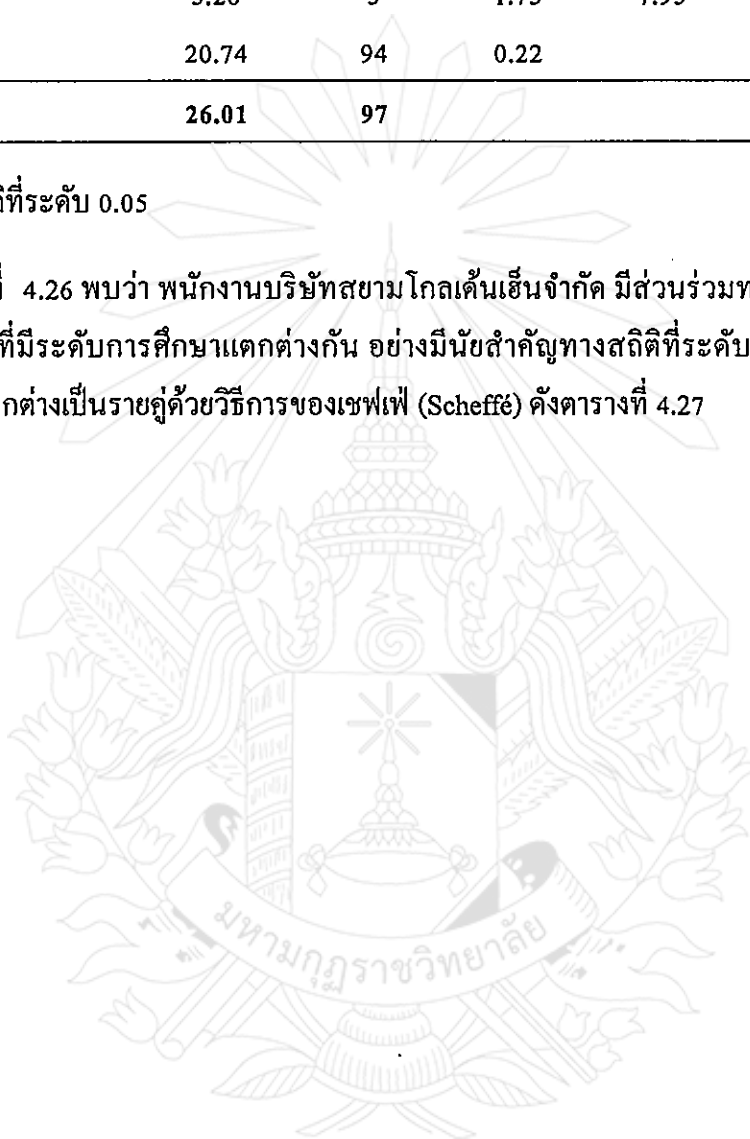 20.74 94 0.22
26.01 97
ที่ระดับ 0.05
4.26 พบว่า พนักงานบริษัทสยามโกลเด้นเฮ็นจำกัด มีส่วนร่วม
ที่มีระดับการศึกษาแตกต่างกัน อย่างมีนัยสำคัญทางสถิติที่ระดับ
กต่างเป็นรายคู่ด้วยวิธีการของเชฟเฟ่ (Scheffé) ดังตารางที่ 4.27
มหามกุฏราชวิทยาลัย